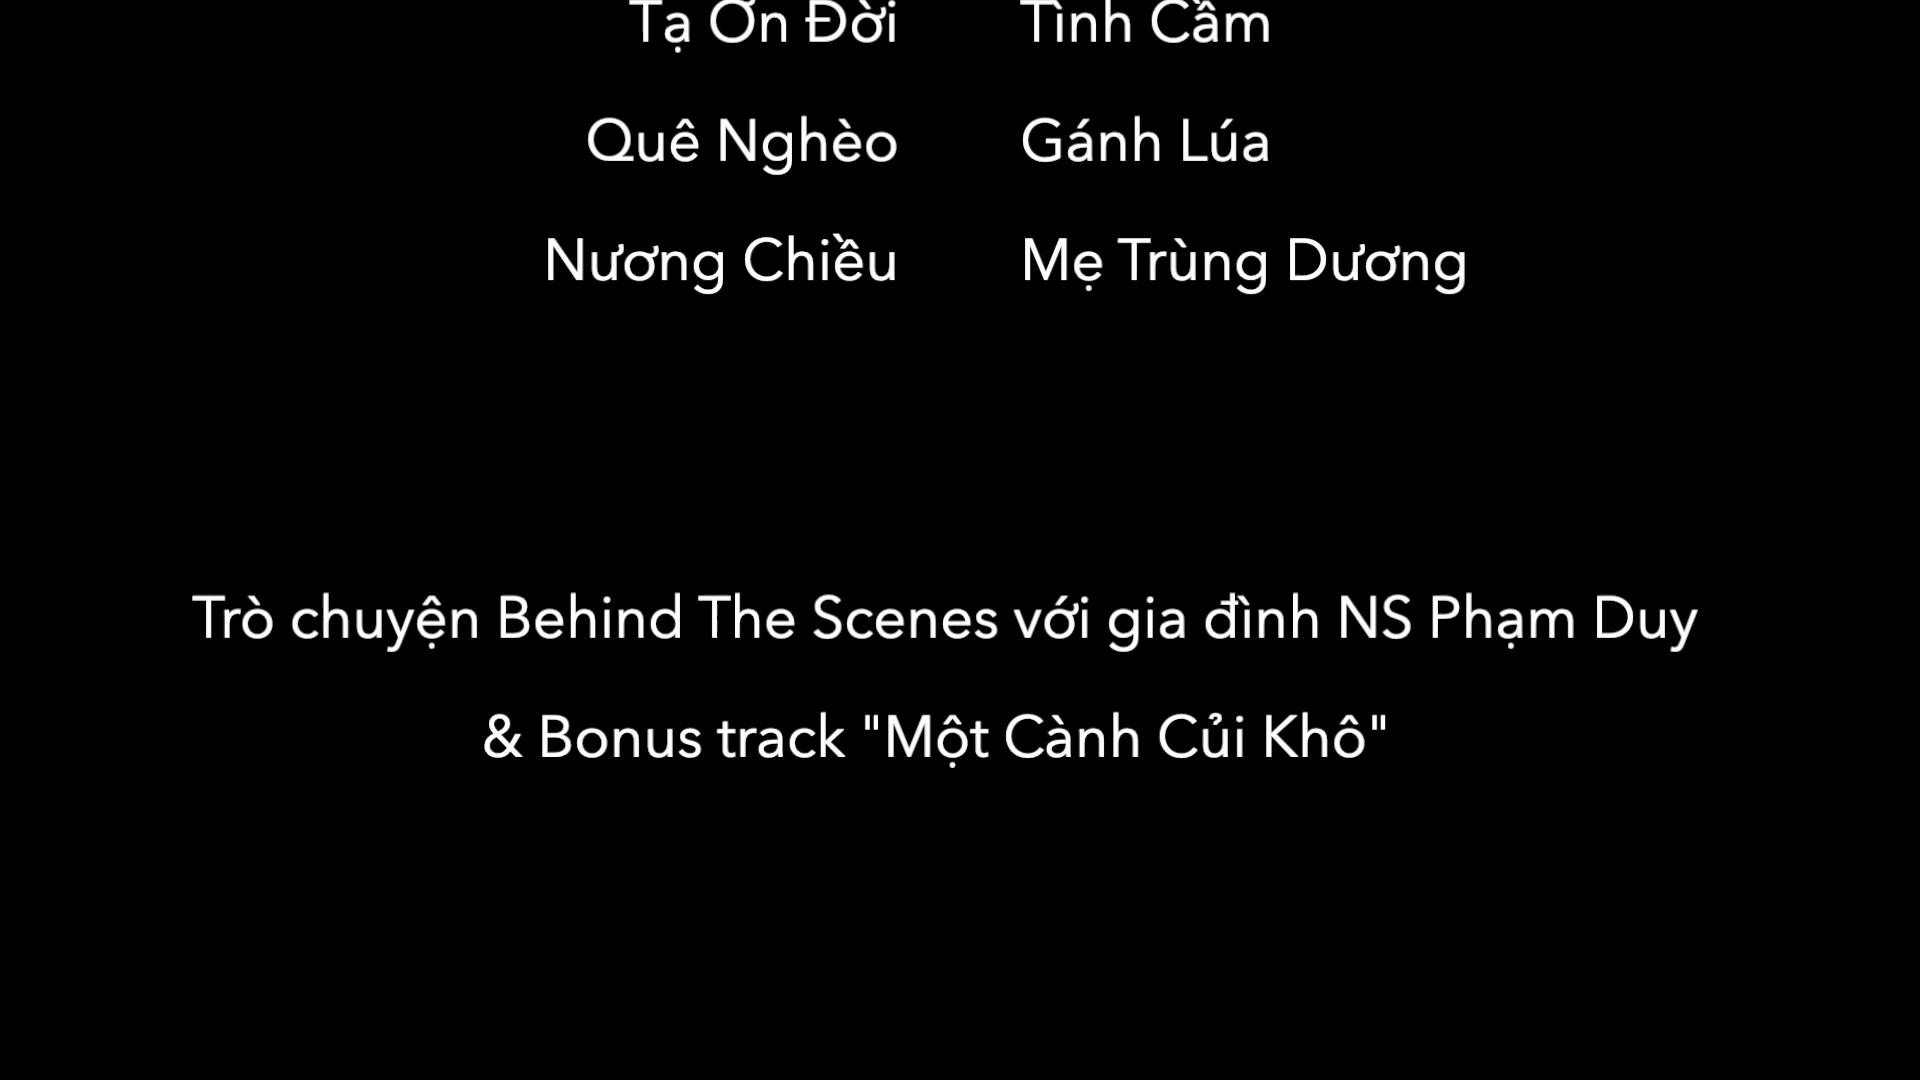 Tạ Ơn Đời Tình Cầm
Quê Nghèo Gánh Lúa
Nương Chiều Mẹ Trùng Dương
Trò chuyện Behind The Scenes với gia đình NS Phạm Duy
& Bonus track "Một Cành Củi Khô"